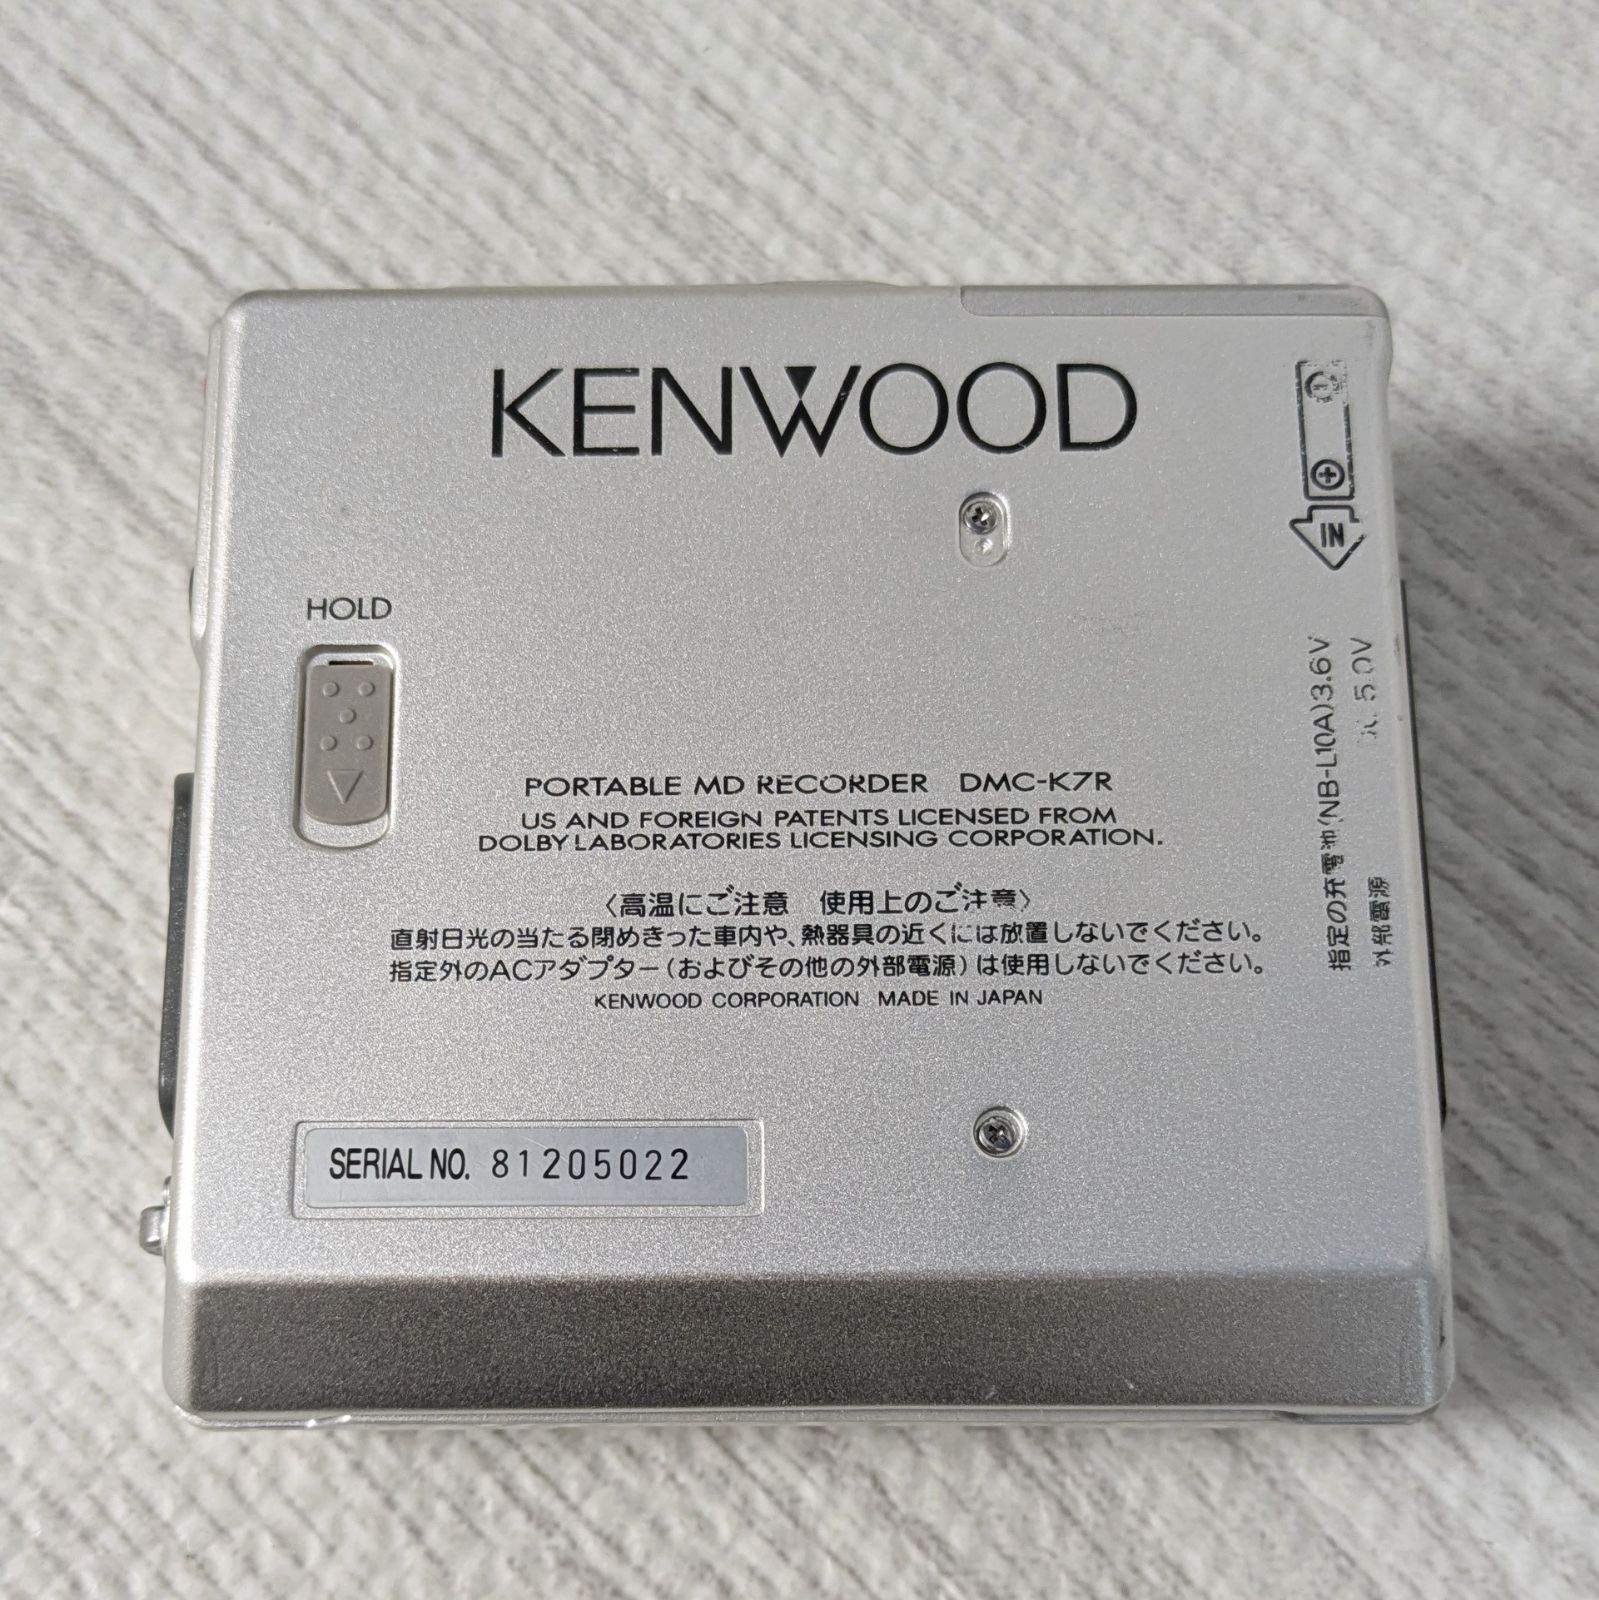 KENWOOD
IN
HOLD
指定の充電池(NB-L10A)3.6V
外部電源 5.0V
PORTABLE MD RECORDER DMC-K7R
US AND FOREIGN PATENTS LICENSED FROM
DOLBY LABORATORIES LICENSING CORPORATION.
〈高温にご注意 使用上のご注意〉
直射日光の当たる閉めきった車内や、熱器具の近くには放置しないでください。
指定外のACアダプター(およびその他の外部電源)は使用しないでください。
KENWOOD CORPORATION MADE IN JAPAN
SERIAL NO. 81205022